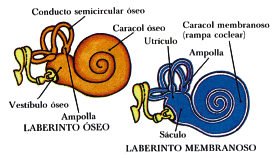 Conducto semicircular óseo
Caracol óseo
Ampolla
Vestíbulo óseo
LABERINTO ÓSEO
Caracol membranoso
(rampa coclear)
Utrículo
Ampolla
Sáculo
LABERINTO MEMBRANOSO